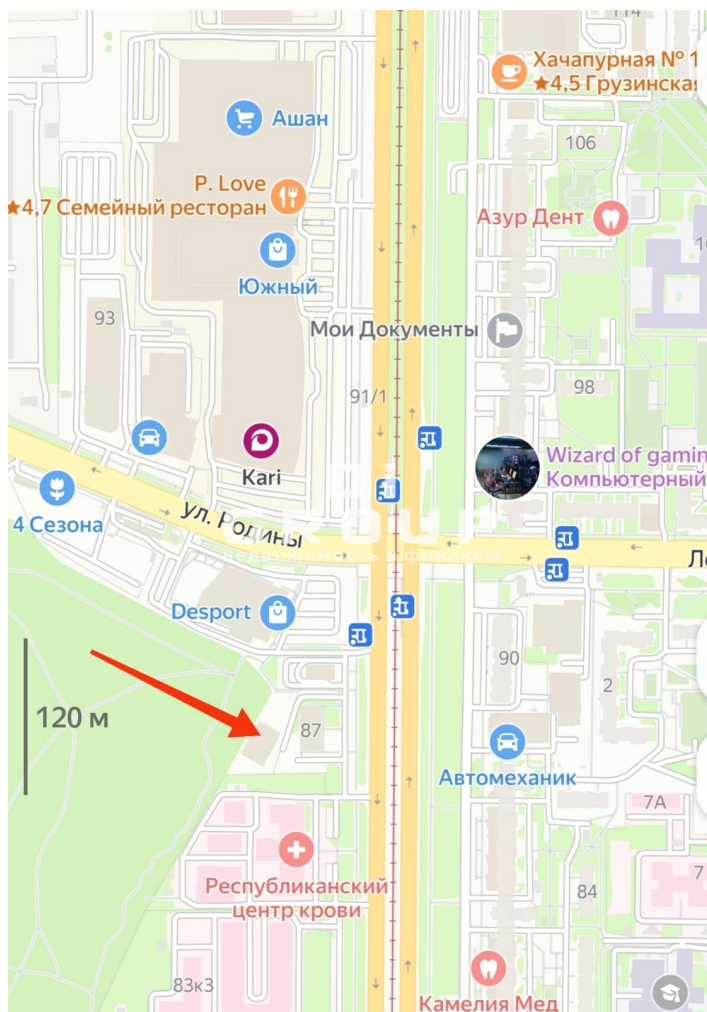 114
Хачапурная № 1
★4,5 Грузинская
Ашан
106
P. Love
★4,7 Семейный ресторан
Азур Дент
Южный
93
Мои Документы
91/1
98
Kari
Wizard of gamin
Компьютерный
4 Сезона
ул. Родины
GROUP
недвижимость и финансы
Desport
90
2
120 м
87
Автомеханик
7А
Республиканский
центр крови
84
7
83к3
Камелия Мед